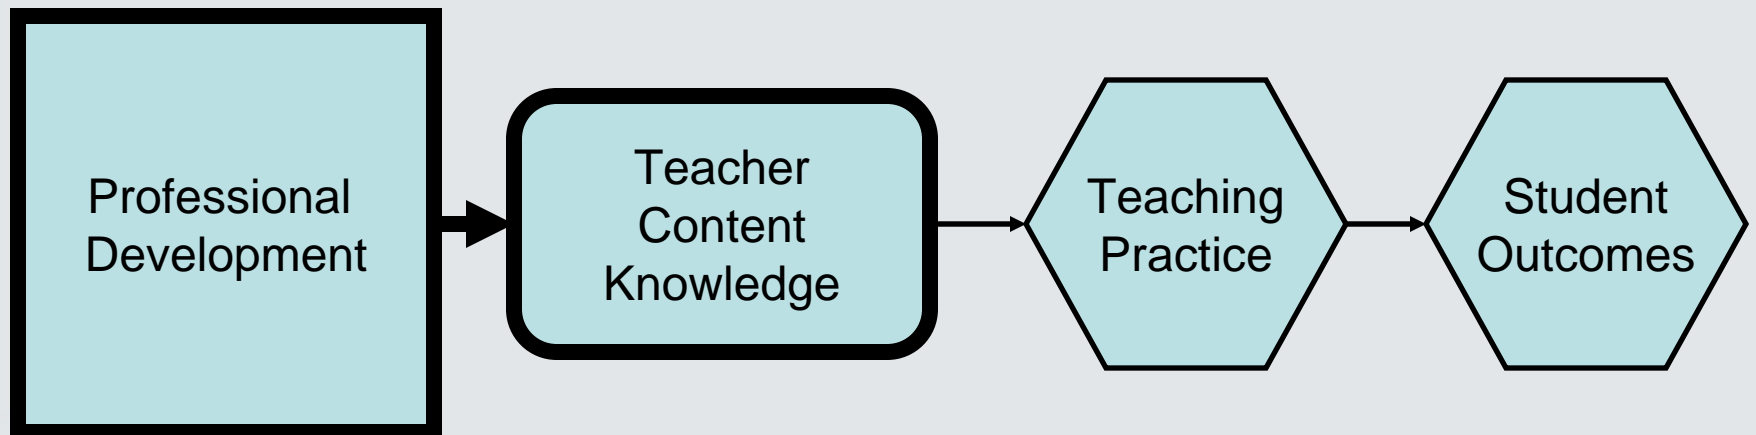 Professional
Development
Teacher
Content
Knowledge
Teaching
Practice
Student
Outcomes